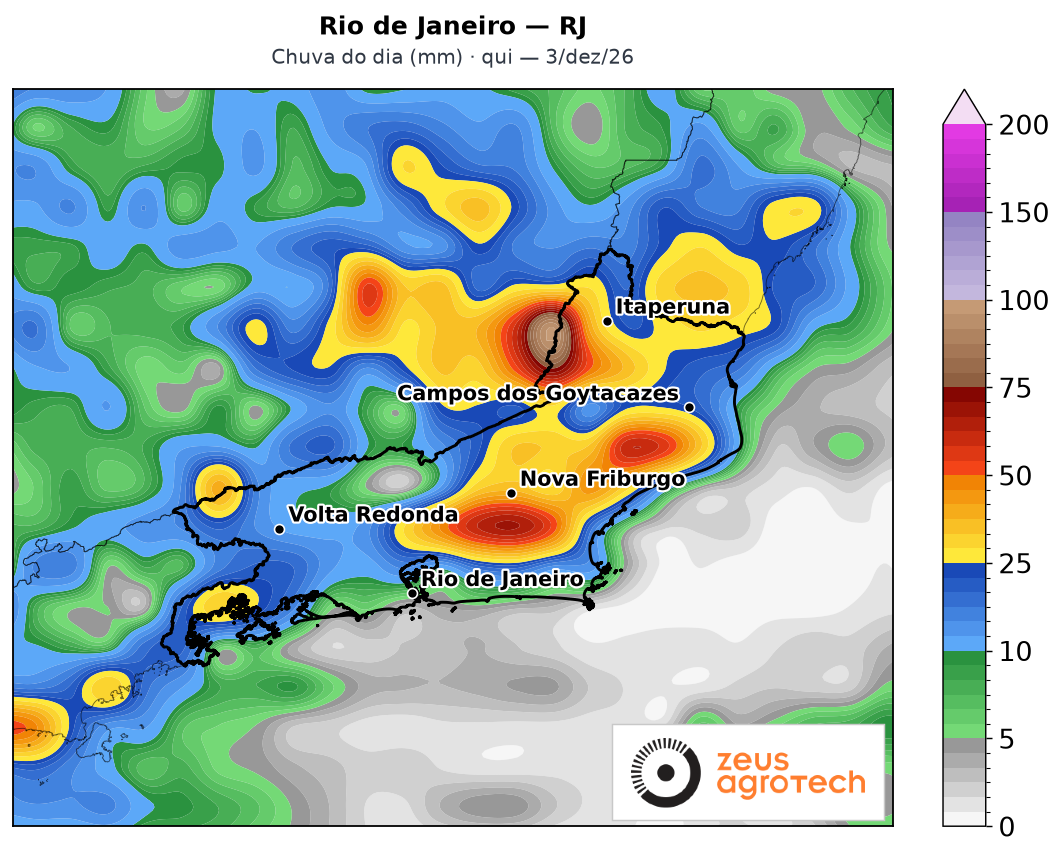 Rio de Janeiro — RJ
Chuva do dia (mm) · qui — 3/dez/26
Itaperuna
Campos dos Goytacazes
Nova Friburgo
Volta Redonda
Rio de Janeiro
200
150
100
75
50
25
10
5
0
zeus
agrotech